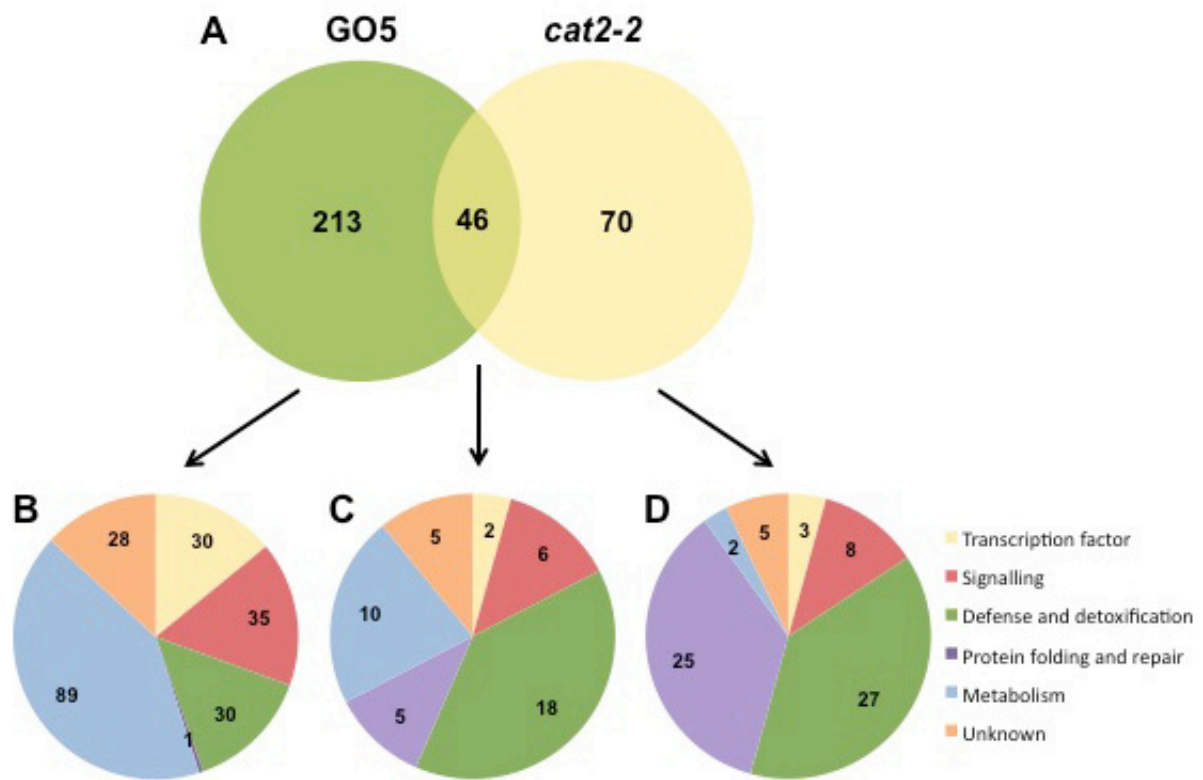 A GO5 cat2-2
213 46 70
B C D
28 30 5 2 2 5 3
35 6 8
10
89 25
30 5 18 27
1
Transcription factor
Signalling
Defense and detoxification
Protein folding and repair
Metabolism
Unknown